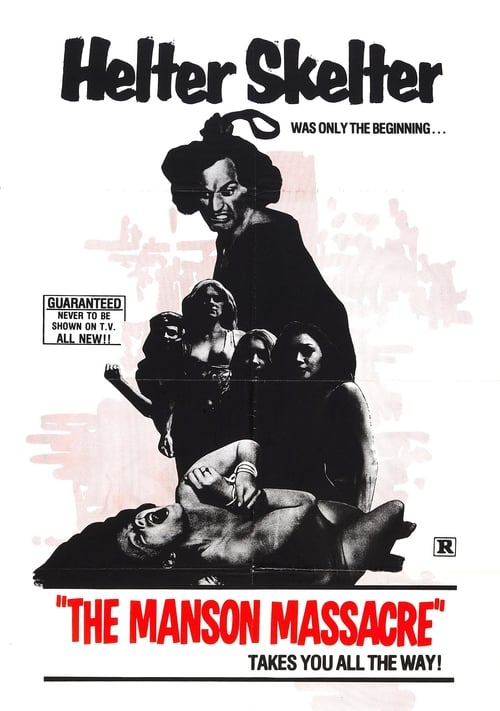 Helter Skelter
WAS ONLY THE BEGINNING...
GUARANTEED
NEVER TO BE
SHOWN ON T.V.
ALL NEW!!
R
"THE MANSON MASSACRE"
TAKES YOU ALL THE WAY!